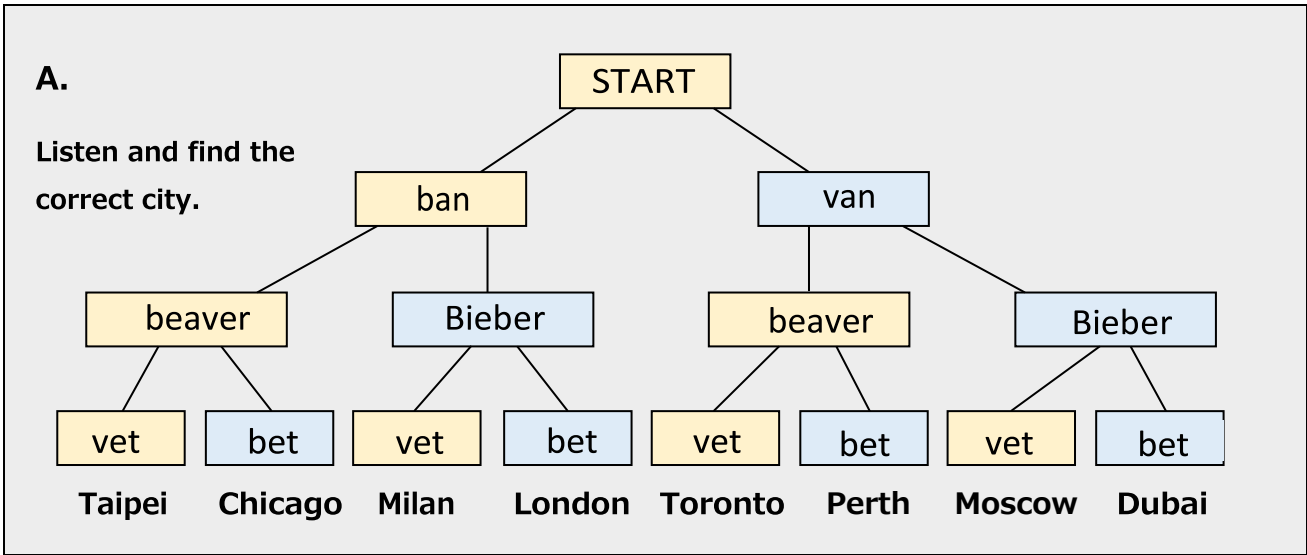 A.
START
Listen and find the
correct city.
ban van
beaver Bieber beaver Bieber
vet bet vet bet vet bet vet bet
Taipei Chicago Milan London Toronto Perth Moscow Dubai